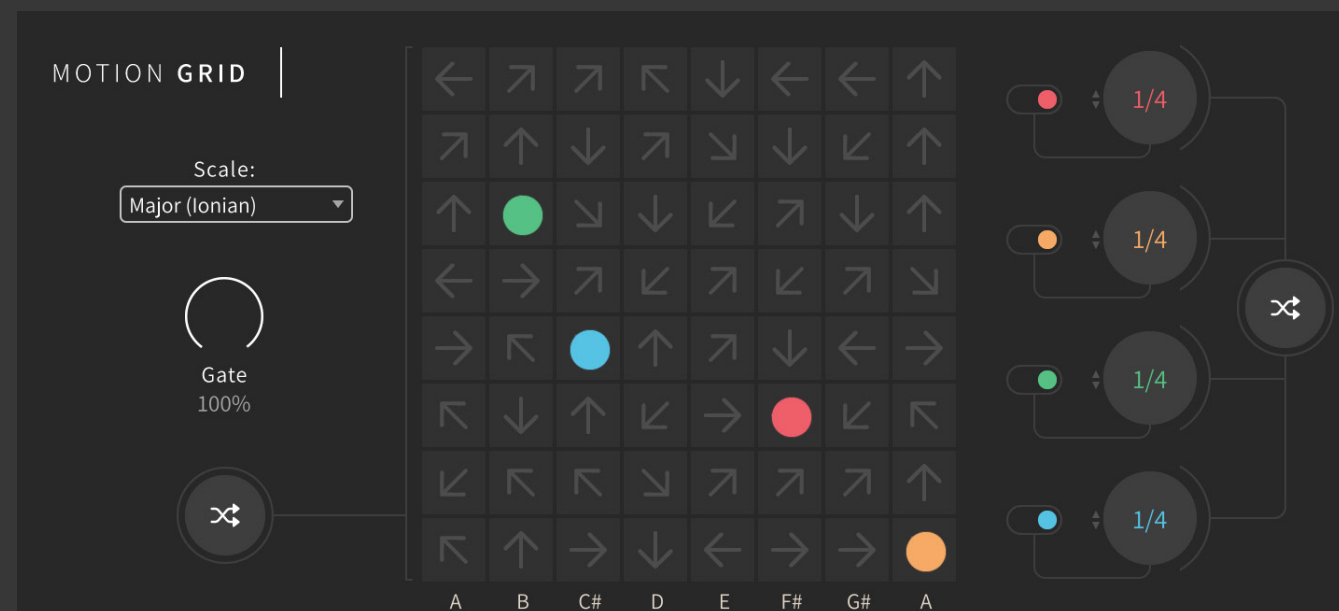 MOTION GRID
Scale:
Major (Ionian)
Gate
100%
1/4
1/4
1/4
1/4
A B C# D E F# G# A